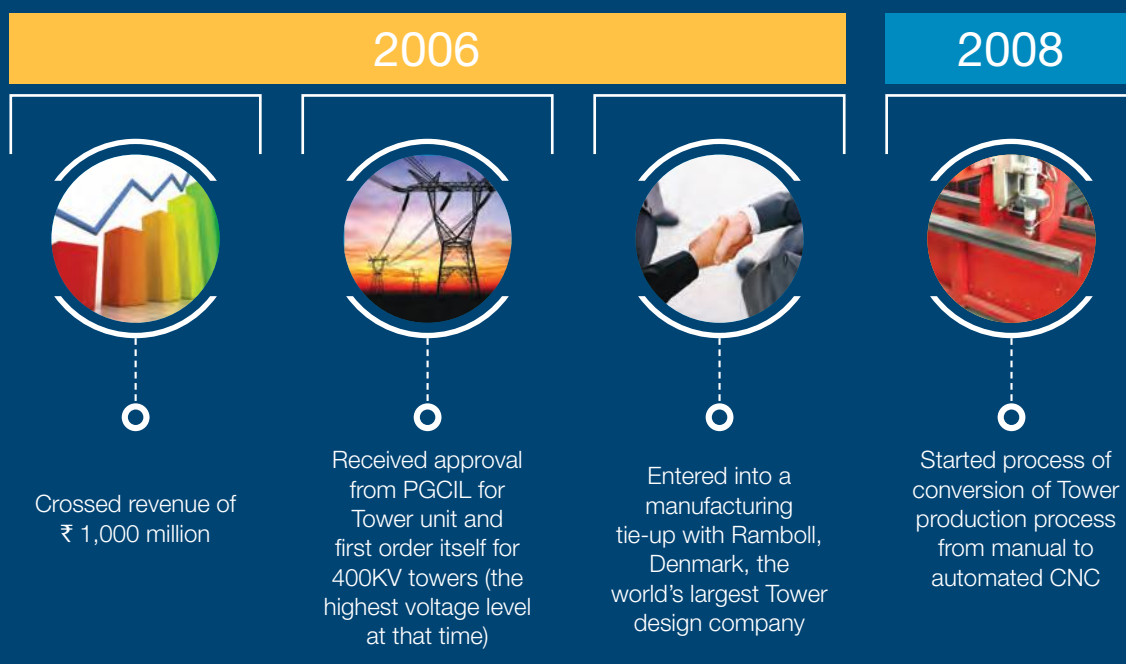 2006
2008
Crossed revenue of
₹ 1,000 million
Received approval
from PGCIL for
Tower unit and
first order itself for
400KV towers (the
highest voltage level
at that time)
Entered into a
manufacturing
tie-up with Ramboll,
Denmark, the
world's largest Tower
design company
Started process of
conversion of Tower
production process
from manual to
automated CNC